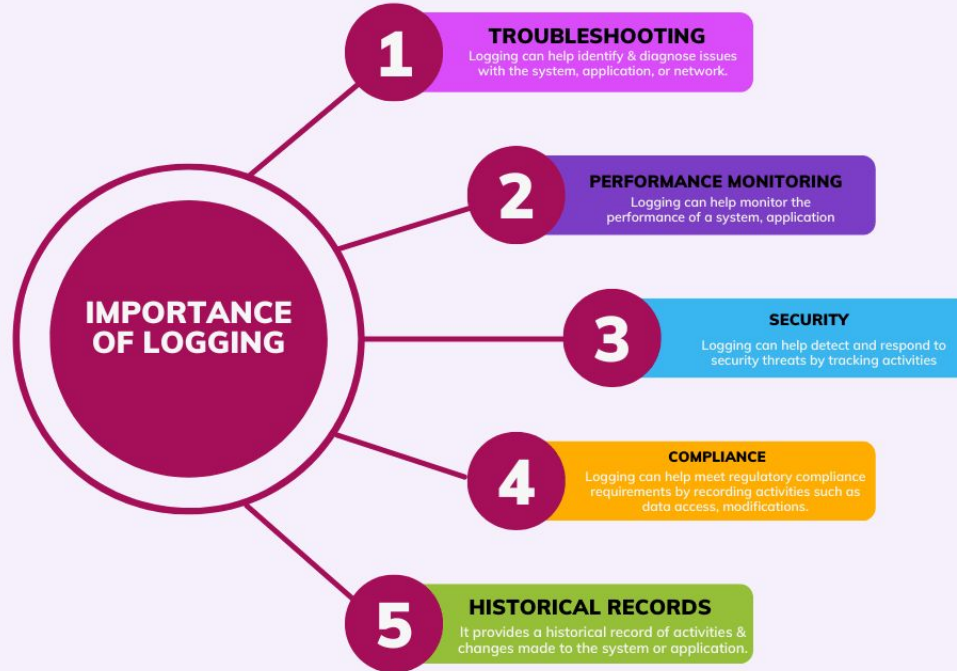 1
TROUBLESHOOTING
Logging can help identify & diagnose issues
with the system, application, or network.
2
PERFORMANCE MONITORING
Logging can help monitor the
performance of a system, application
IMPORTANCE
OF LOGGING
3
SECURITY
Logging can help detect and respond to
security threats by tracking activities
4
COMPLIANCE
Logging can help meet regulatory compliance
requirements by recording activities such as
data access, modifications.
5
HISTORICAL RECORDS
It provides a historical record of activities &
changes made to the system or application.